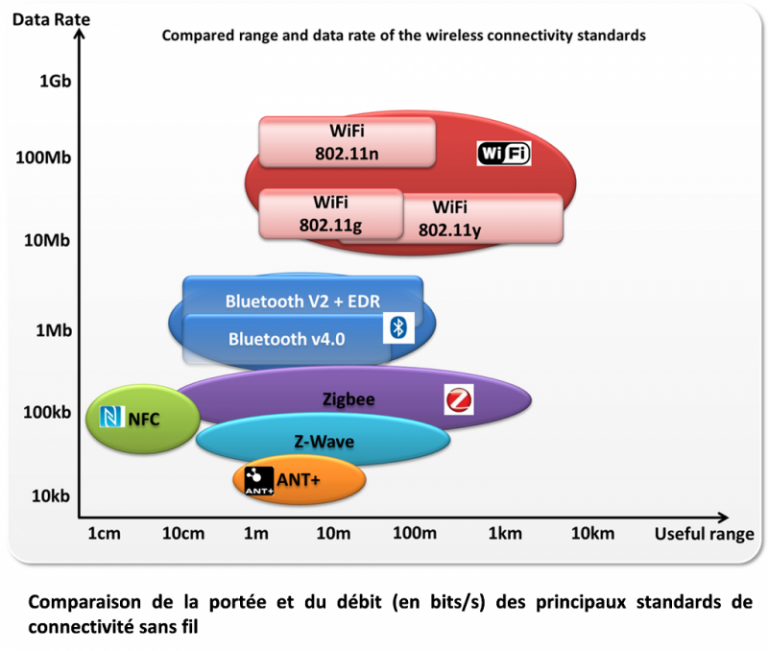 Data Rate
Compared range and data rate of the wireless connectivity standards
1Gb
100Mb
10Mb
1Mb
100kb
10kb
WiFi
802.11n
WiFi
WiFi
802.11g
WiFi
802.11y
Bluetooth V2 + EDR
Bluetooth v4.0
Zigbee
Z
N
NFC
Z-Wave
ANT+
ANT+
1cm
10cm
1m
10m
100m
1km
10km
Useful range
Comparaison de la portée et du débit (en bits/s) des principaux standards de
connectivité sans fil